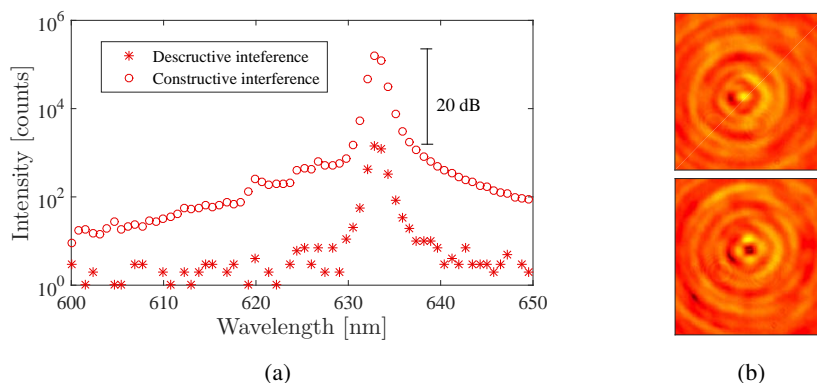 10^6
10^4
10^2
10^0
Intensity [counts]
Descructive inteference
Constructive interference
20 dB
600 610 620 630 640 650
Wavelength [nm]
(a)
(b)